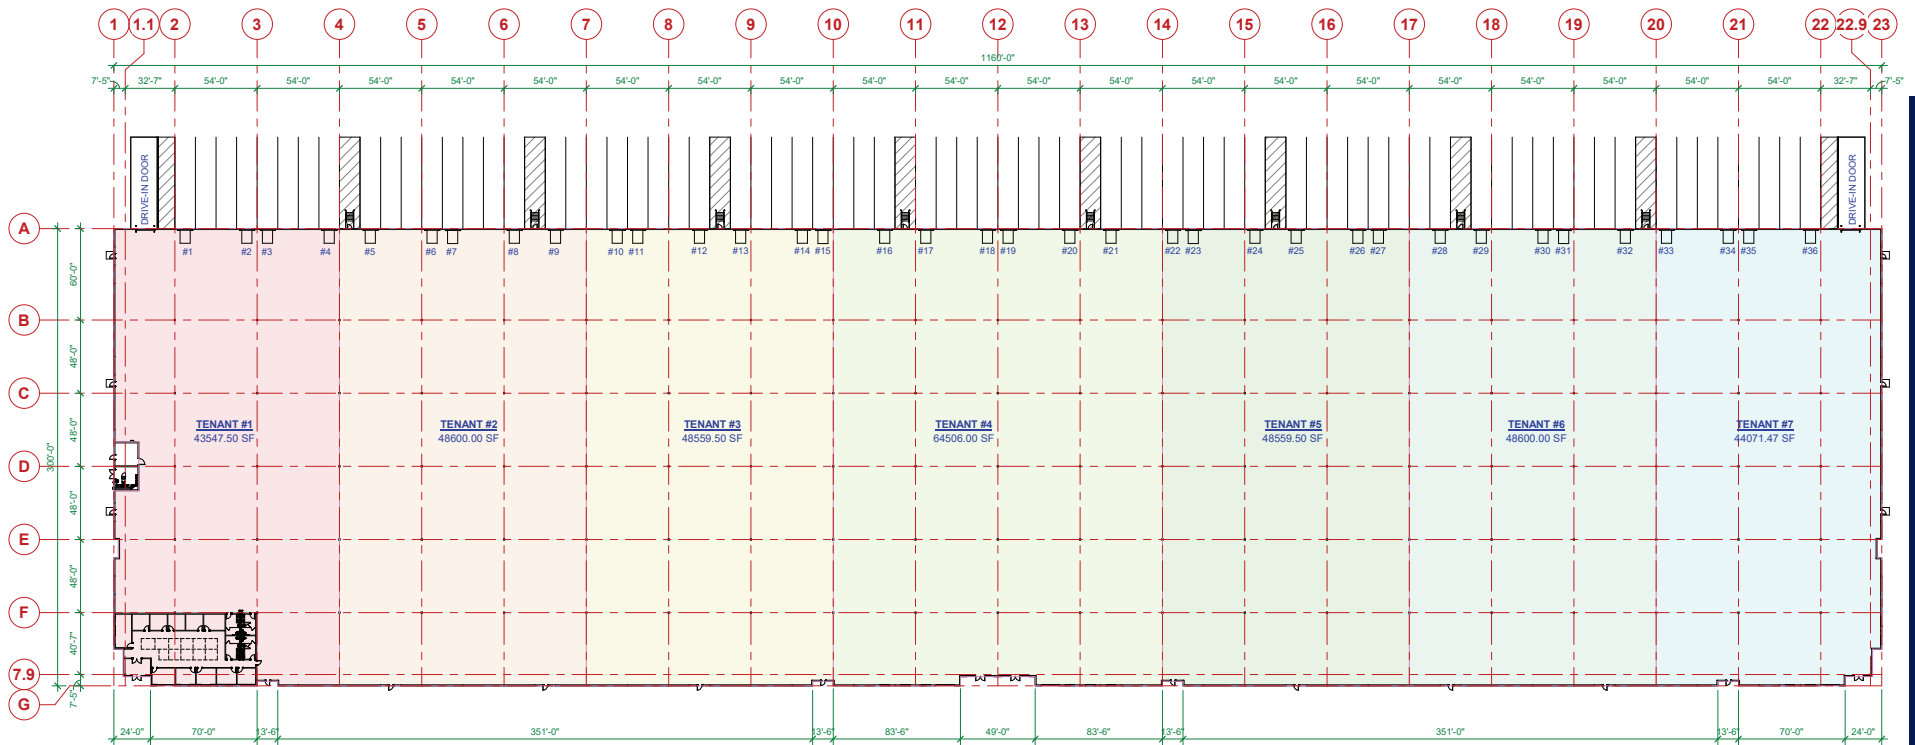 1 1.1 2 3 4 5 6 7 8 9 10 11 12 13 14 15 16 17 18 19 20 21 22 22.9 23
1160'-0"
7'-5" 32'-7" 54'-0" 54'-0" 54'-0" 54'-0" 54'-0" 54'-0" 54'-0" 54'-0" 54'-0" 54'-0" 54'-0" 54'-0" 54'-0" 54'-0" 54'-0" 54'-0" 54'-0" 54'-0" 54'-0" 54'-0" 32'-7" 7'-5"
DRIVE-IN DOOR
DRIVE-IN DOOR
A
#1 #2 #3 #4 #5 #6 #7 #8 #9 #10 #11 #12 #13 #14 #15 #16 #17 #18 #19 #20 #21 #22 #23 #24 #25 #26 #27 #28 #29 #30 #31 #32 #33 #34 #35 #36
60'-0"
B
48'-0"
C
TENANT #1 TENANT #2 TENANT #3 TENANT #4 TENANT #5 TENANT #6 TENANT #7
43547.50 SF 48600.00 SF 48559.50 SF 64506.00 SF 48559.50 SF 48600.00 SF 44071.47 SF
48'-0"
300'-0"
D
48'-0"
E
48'-0"
F
40'-7"
7.9
7'-5"
G
24'-0" 70'-0" 13'-6" 351'-0" 13'-6" 83'-6" 49'-0" 83'-6" 13'-6" 351'-0" 13'-6" 70'-0" 24'-0"